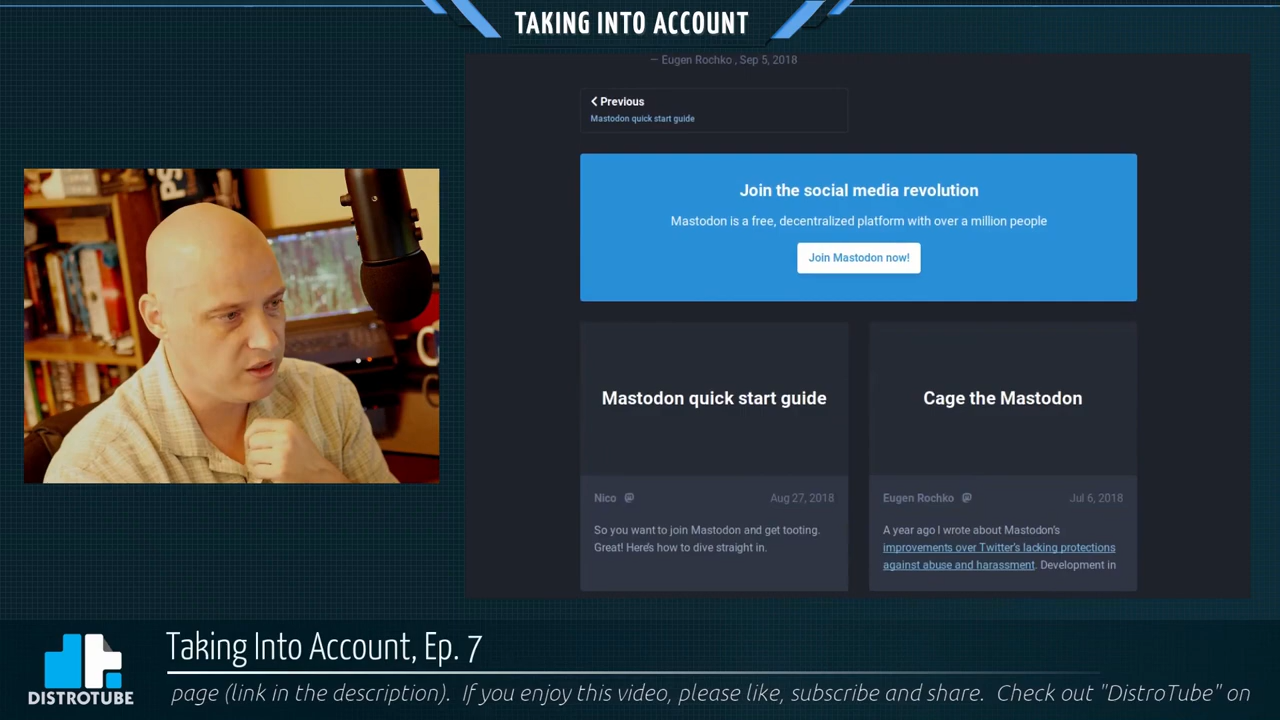 TAKING INTO ACCOUNT
— Eugen Rochko , Sep 5, 2018
Previous
Mastodon quick start guide
Join the social media revolution
Mastodon is a free, decentralized platform with over a million people
Join Mastodon now!
Mastodon quick start guide
Nico
Aug 27, 2018
So you want to join Mastodon and get tooting.
Great! Here's how to dive straight in.
Cage the Mastodon
Eugen Rochko
Jul 6, 2018
A year ago I wrote about Mastodon's
improvements over Twitter's lacking protections
against abuse and harassment. Development in
Taking Into Account, Ep. 7
DISTROTUBE
page (link in the description). If you enjoy this video, please like, subscribe and share. Check out "DistroTube" on